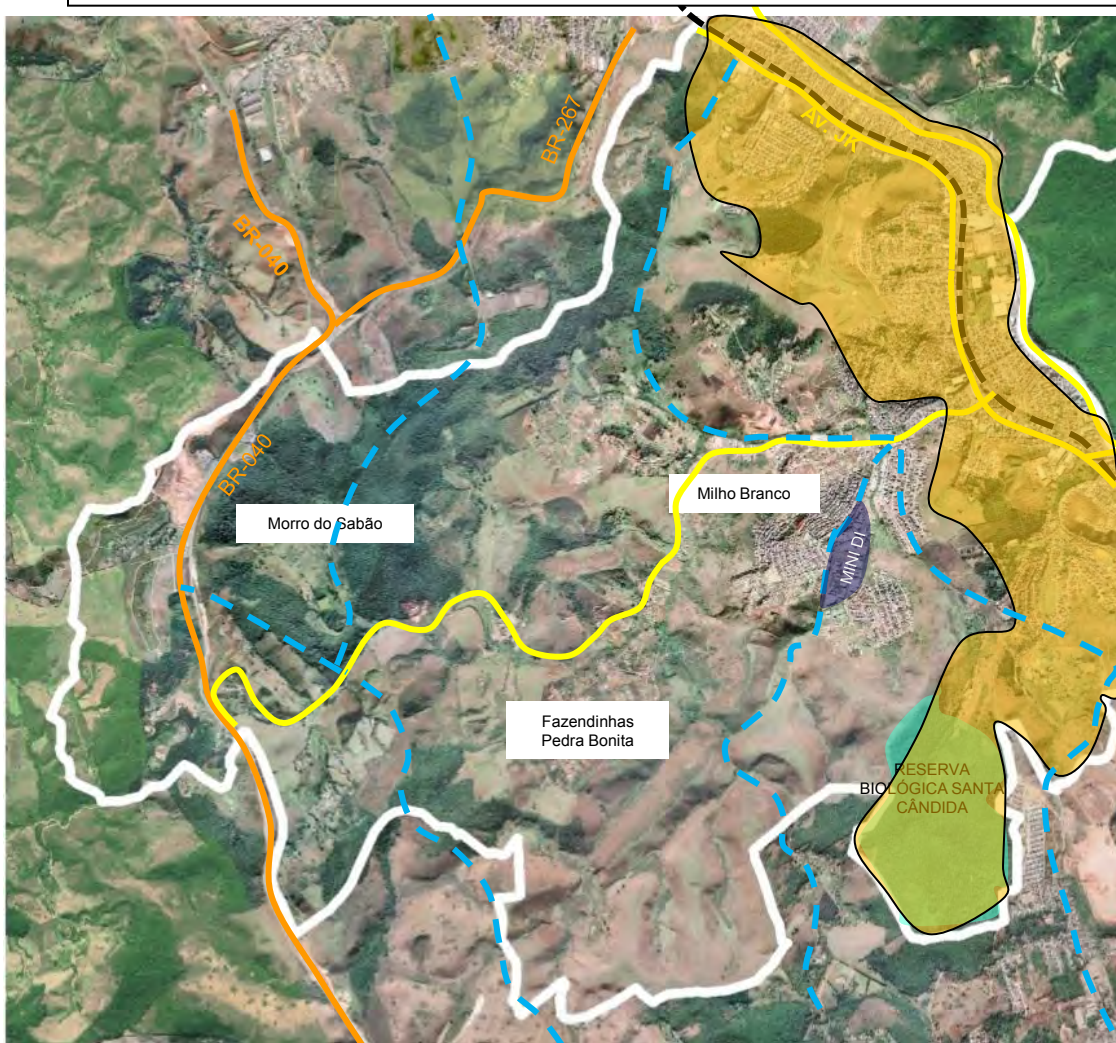 AV. JK
BR-267
BR-040
BR-040
Milho Branco
Morro do Sabão
MINI DI
Fazendinhas
Pedra Bonita
RESERVA
BIOLÓGICA SANTA
CÂNDIDA